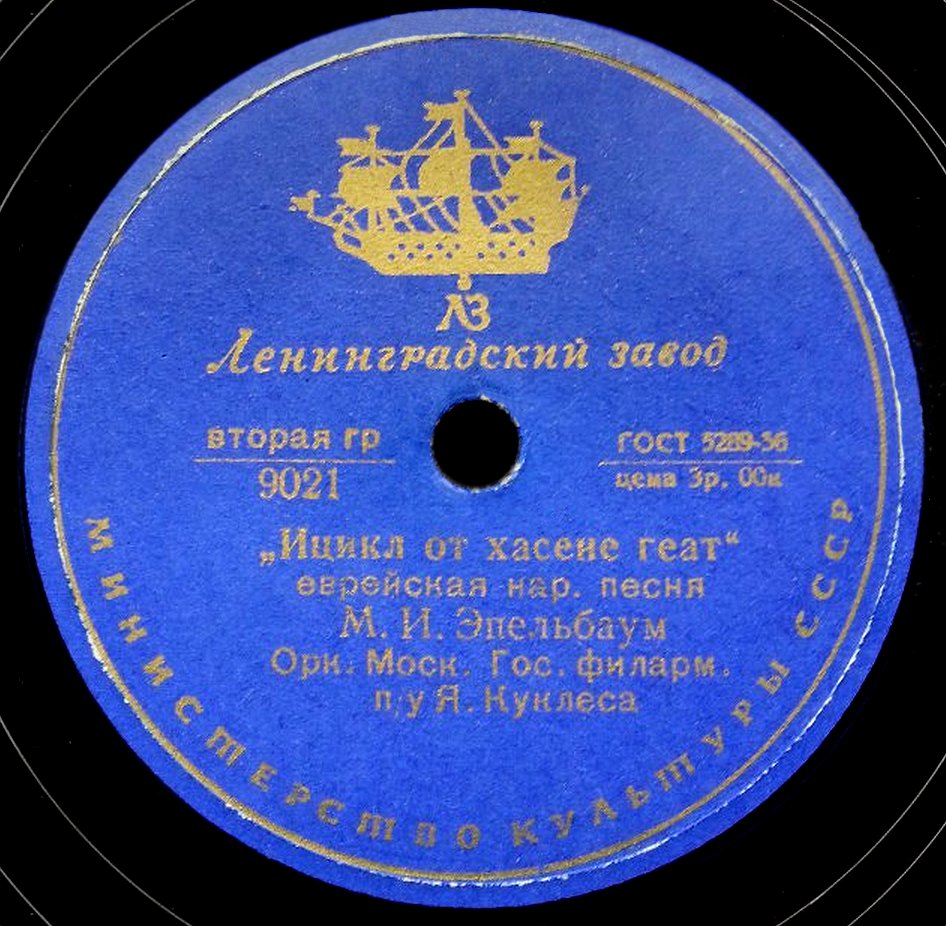 ЛЗ
Ленинградский завод
вторая гр
9021
ГОСТ 5289-56
цена 3р. 00к
„Ицикл от хасене геат“
еврейская нар. песня
М. И. Эпельбаум
Орк. Моск. Гос. филарм.
п/у Я. Куклеса
МИНИСТЕРСТВО КУЛЬТУРЫ СССР